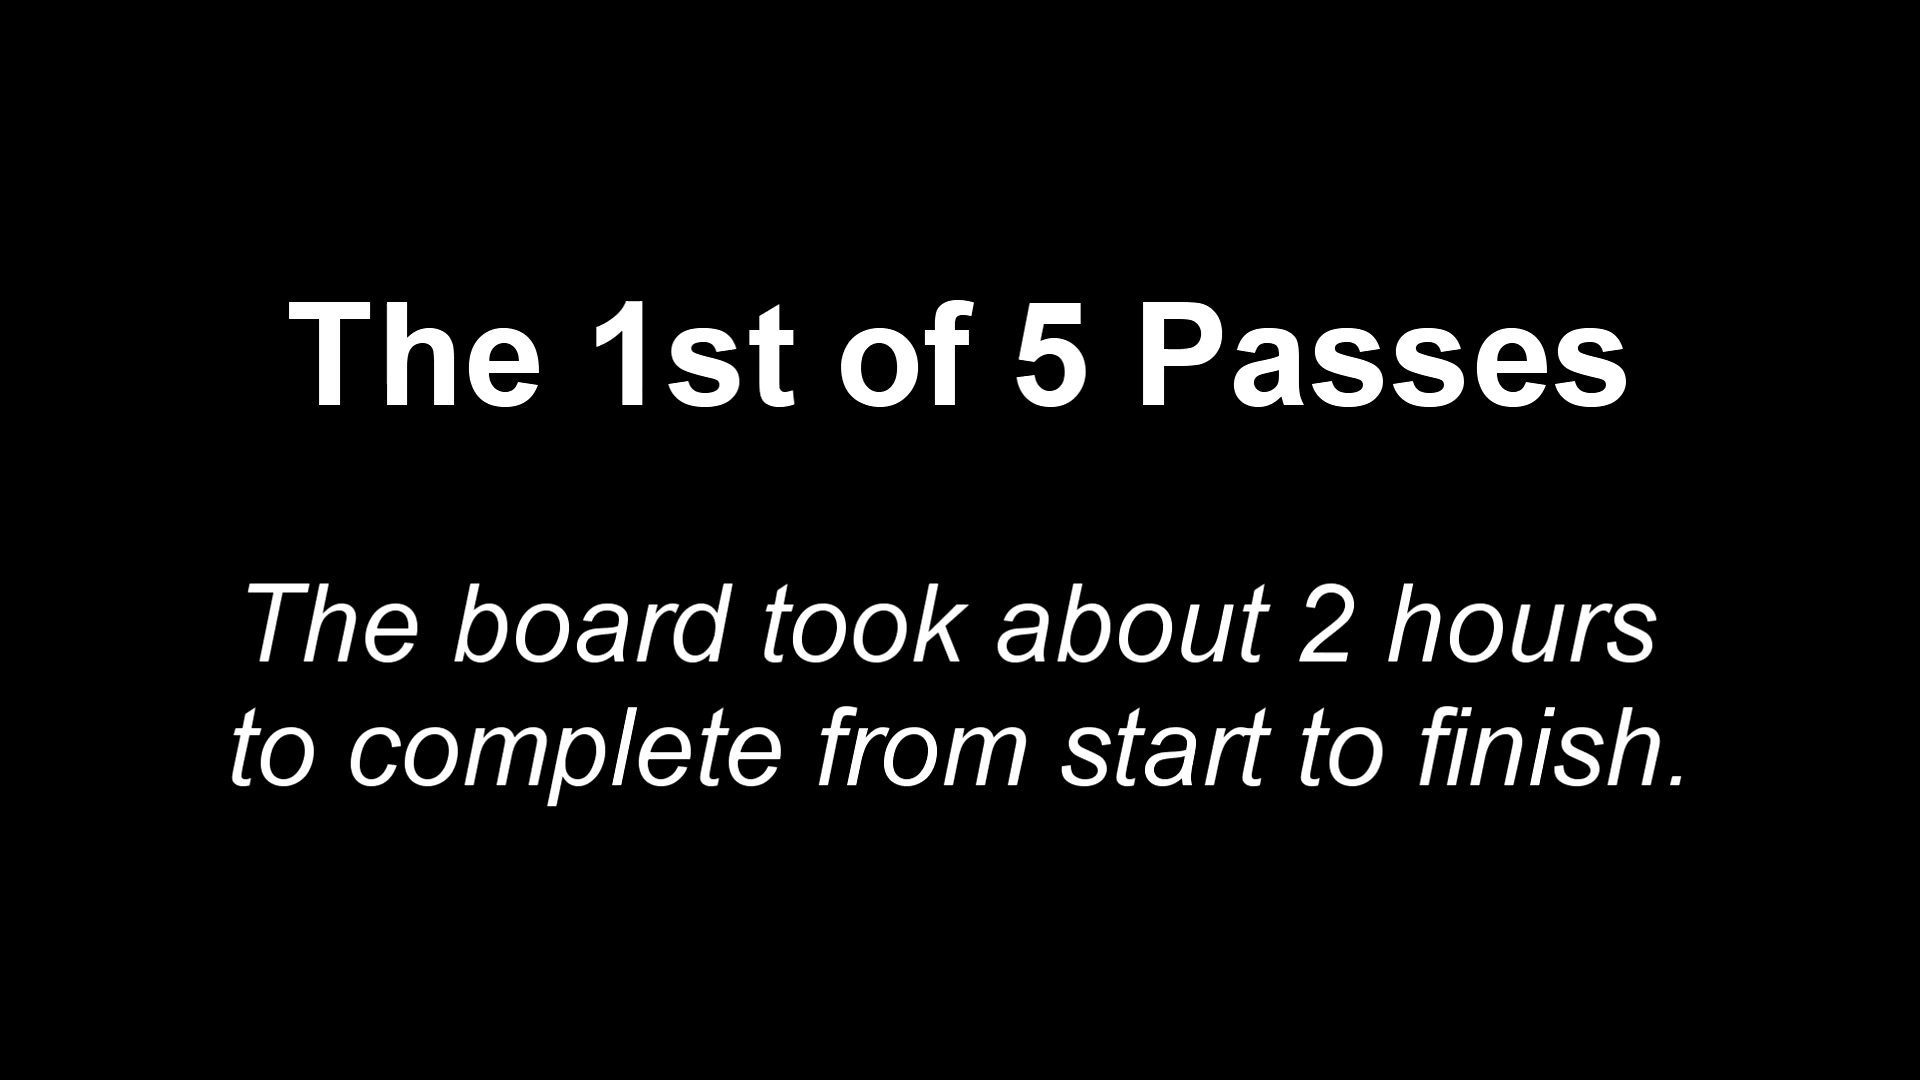 The 1st of 5 Passes
The board took about 2 hours
to complete from start to finish.